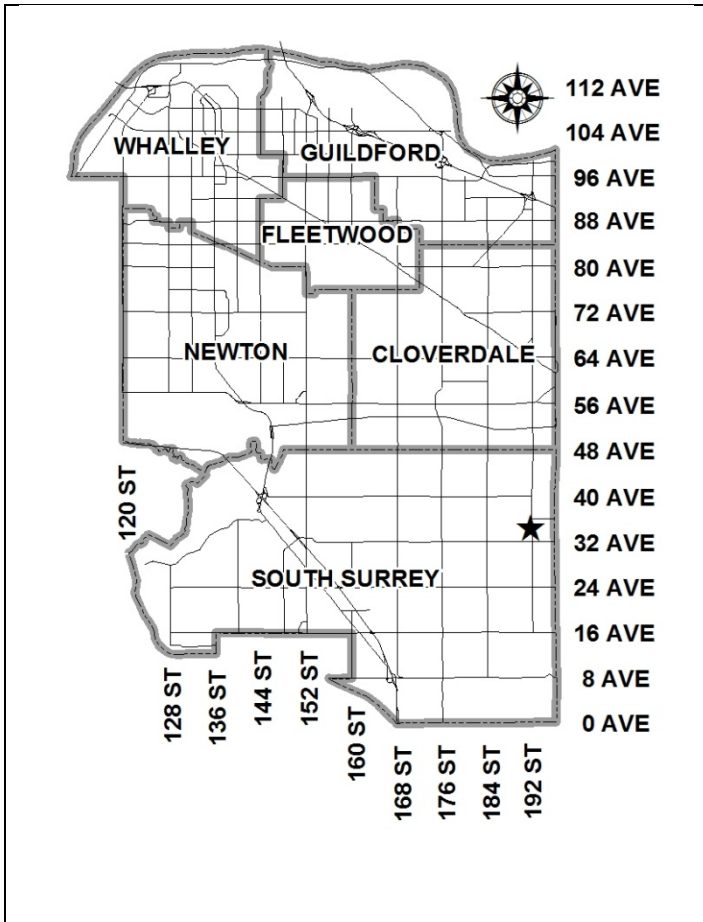 112 AVE
104 AVE
WHALLEY
GUILDFORD
96 AVE
88 AVE
FLEETWOOD
80 AVE
72 AVE
NEWTON
CLOVERDALE
64 AVE
56 AVE
48 AVE
120 ST
40 AVE
32 AVE
SOUTH SURREY
24 AVE
16 AVE
128 ST
136 ST
144 ST
152 ST
160 ST
8 AVE
0 AVE
168 ST
176 ST
184 ST
192 ST